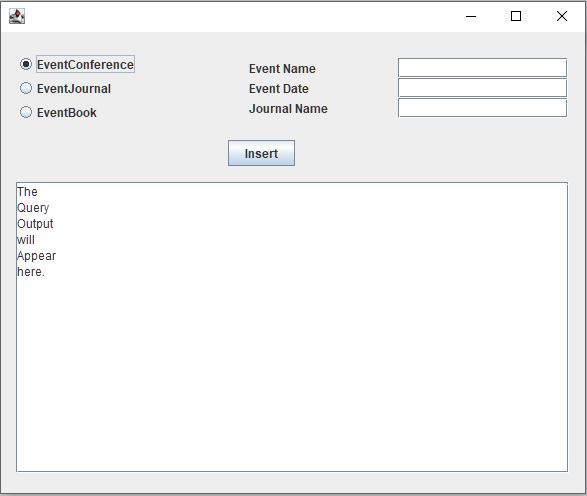 EventConference
EventJournal
EventBook
Event Name
Event Date
Journal Name
Insert
The
Query
Output
will
Appear
here.